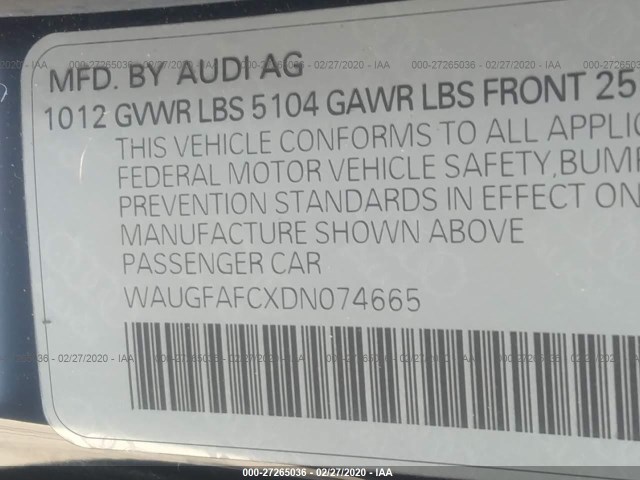 MFD. BY AUDI AG
1012 GVWR LBS 5104 GAWR LBS FRONT 25
THIS VEHICLE CONFORMS TO ALL APPLIC
FEDERAL MOTOR VEHICLE SAFETY, BUMP
PREVENTION STANDARDS IN EFFECT ON
MANUFACTURE SHOWN ABOVE
PASSENGER CAR
WAUGFAFCXDN074665
000-27265036 - 02/27/2020 - IAA